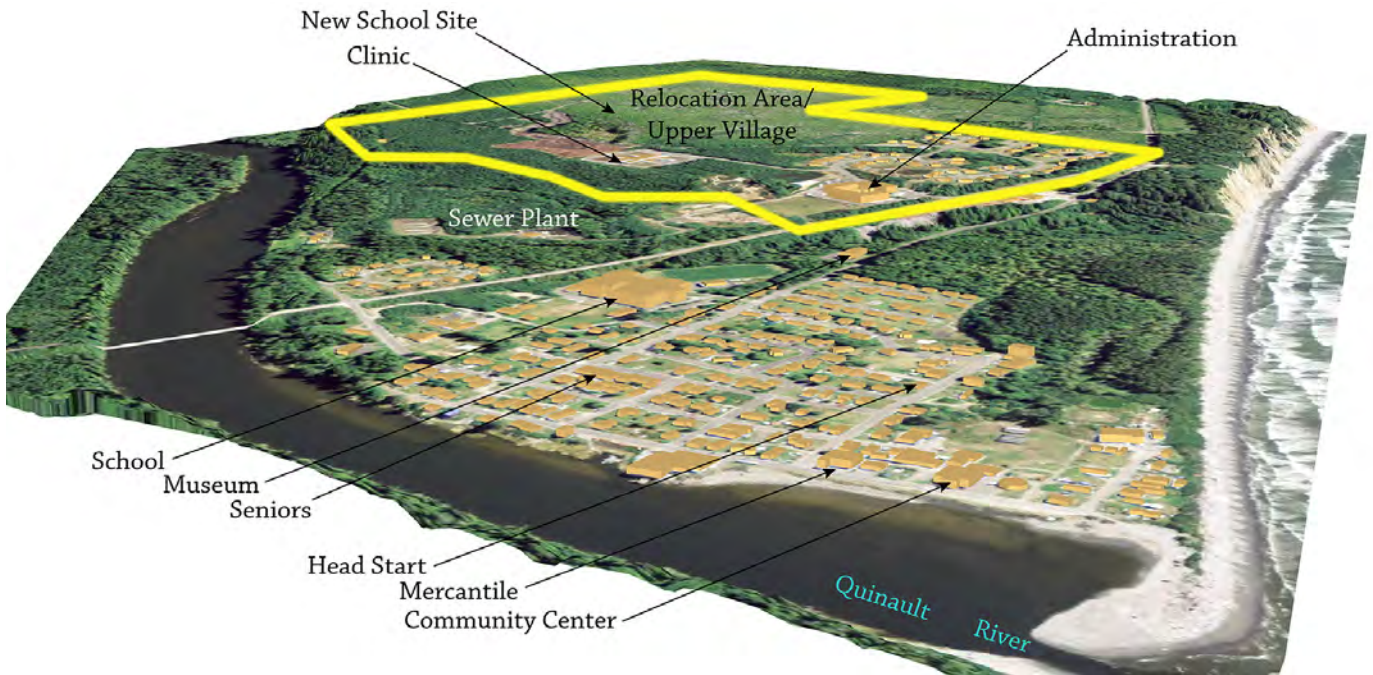 New School Site
Clinic
Administration
Relocation Area/
Upper Village
Sewer Plant
School
Museum
Seniors
Head Start
Mercantile
Community Center
Quinault River